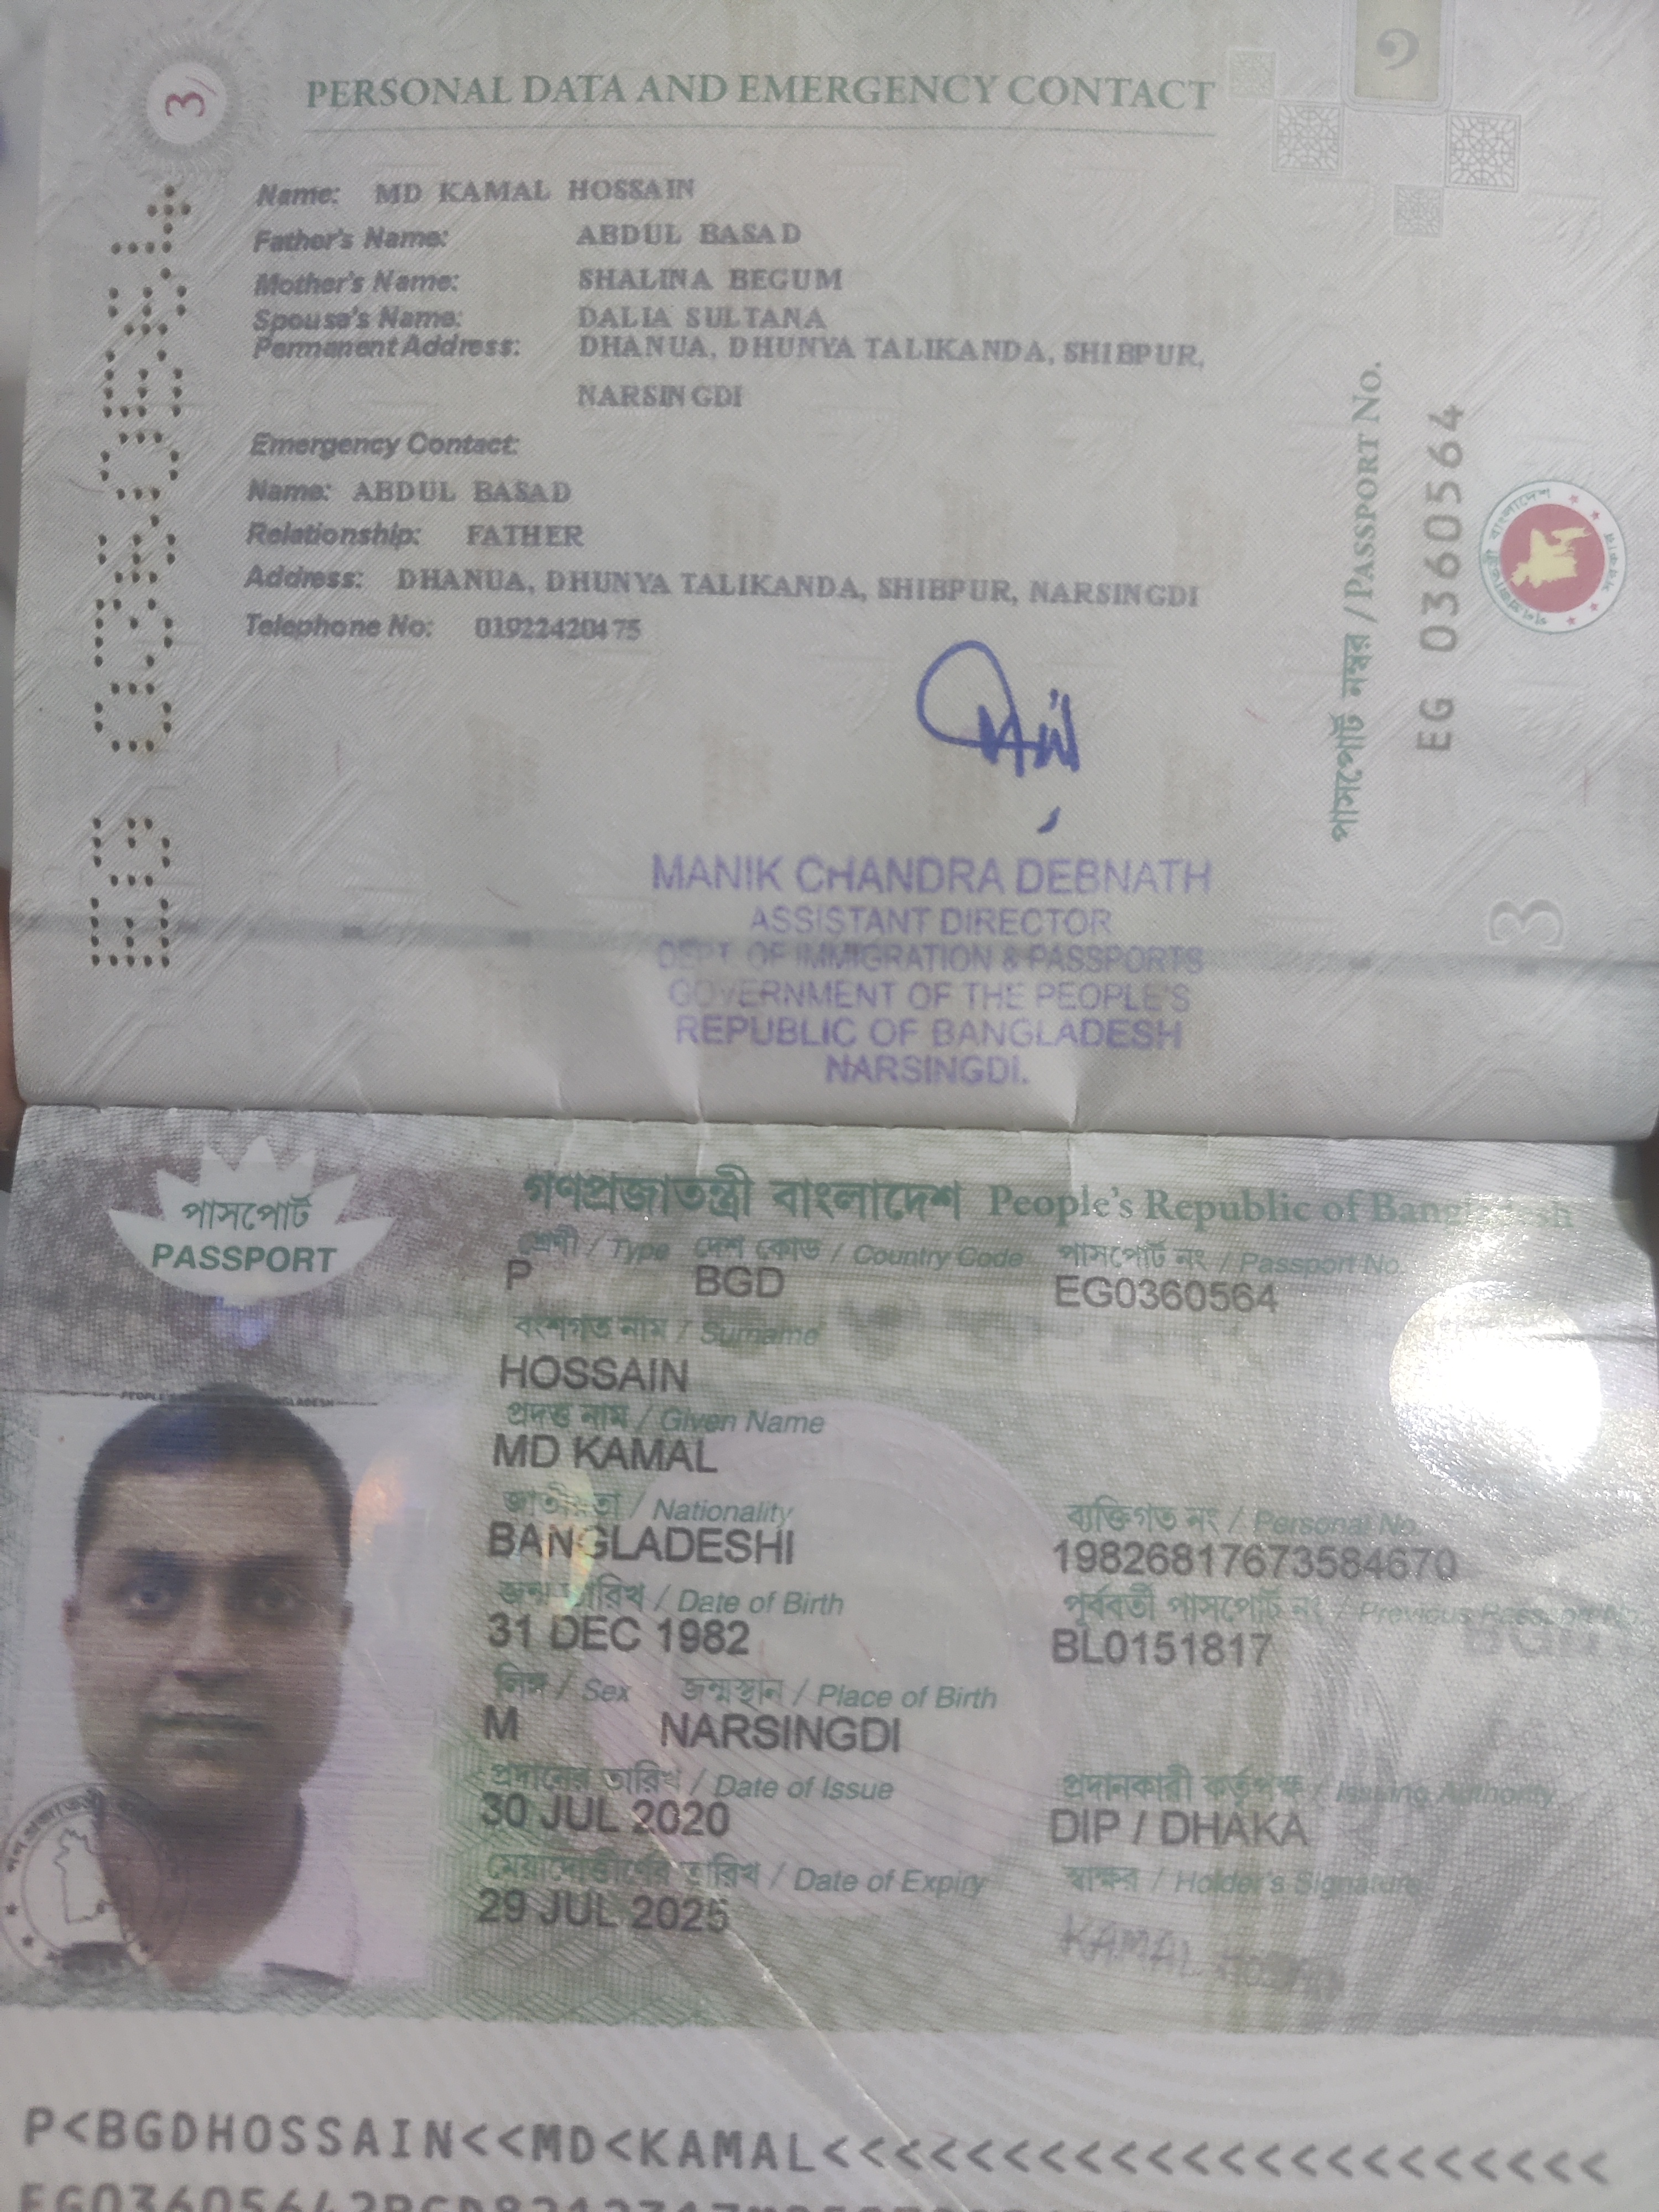 3
PERSONAL DATA AND EMERGENCY CONTACT
Name: MD KAMAL HOSSAIN
Father's Name: ABDUL BASAD
Mother's Name: SHALINA BEGUM
Spouse's Name: DALIA SULTANA
Permanent Address: DHANUA, DHUNYA TALIKANDA, SHIBPUR,
NARSINGDI
Emergency Contact:
Name: ABDUL BASAD
Relationship: FATHER
Address: DHANUA, DHUNYA TALIKANDA, SHIBPUR, NARSINGDI
Telephone No: 01922420475
MANIK CHANDRA DEBNATH
ASSISTANT DIRECTOR
DEPT. OF IMMIGRATION & PASSPORTS
GOVERNMENT OF THE PEOPLE'S
REPUBLIC OF BANGLADESH
NARSINGDI.
EG 0360564
পাসপোর্ট নম্বর / PASSPORT NO.
EG 0360564
3
পাসপোর্ট
PASSPORT
গণপ্রজাতন্ত্রী বাংলাদেশ People's Republic of Bangladesh
শ্রেণী / Type দেশ কোড / Country Code পাসপোর্ট নং / Passport No.
P BGD EG0360564
বংশগত নাম / Surname
HOSSAIN
প্রদত্ত নাম / Given Name
MD KAMAL
জাতীয়তা / Nationality ব্যক্তিগত নং / Personal No.
BANGLADESHI 19826817673584670
জন্ম তারিখ / Date of Birth পূর্ববর্তী পাসপোর্ট নং / Previous Passport No.
31 DEC 1982 BL0151817
লিঙ্গ / Sex জন্মস্থান / Place of Birth
M NARSINGDI
প্রদানের তারিখ / Date of Issue প্রদানকারী কর্তৃপক্ষ / Issuing Authority
30 JUL 2020 DIP / DHAKA
মেয়াদোত্তীর্ণের তারিখ / Date of Expiry স্বাক্ষর / Holder's Signature
29 JUL 2025
KAMAL
P<BGDHOSSAIN<<MD<KAMAL<<<<<<<<<<<<<<<<<<<<<<